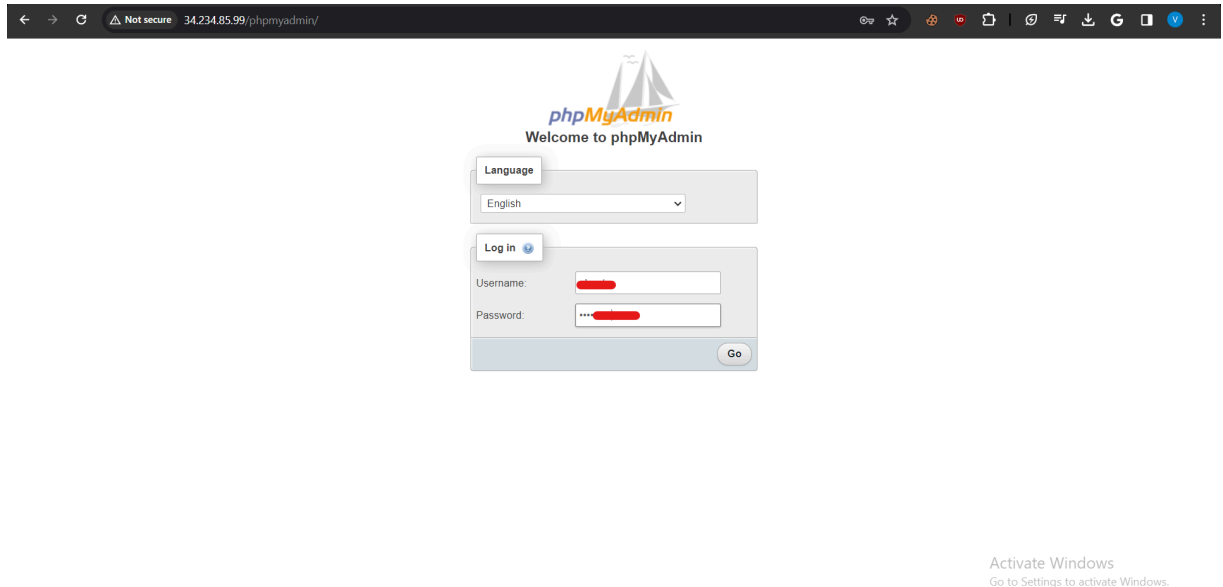 Not secure 34.234.85.99/phpmyadmin/
phpMyAdmin
Welcome to phpMyAdmin
Language
English
Log in
Username:
Password:
Go
Activate Windows
Go to Settings to activate Windows.